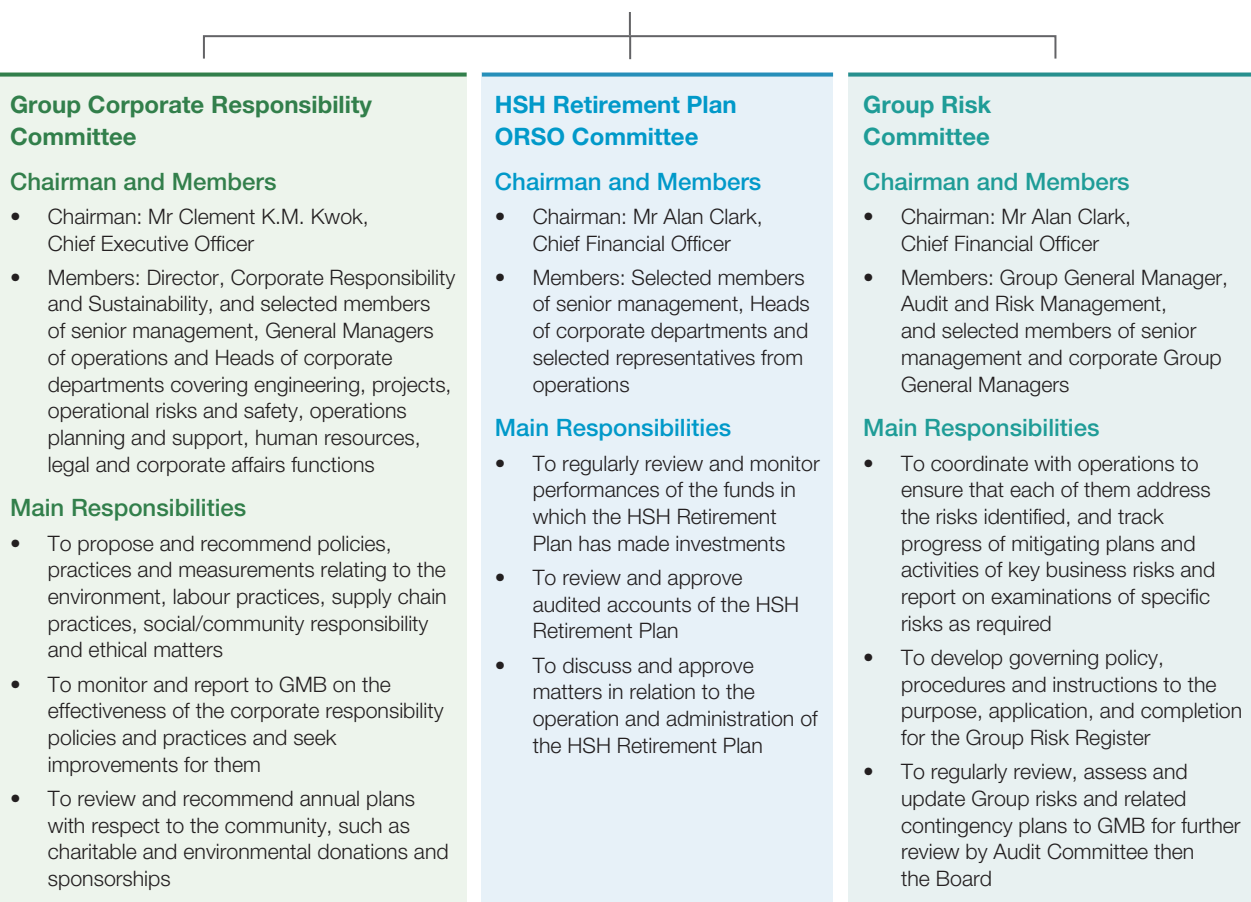 Group Corporate Responsibility
Committee
Chairman and Members
• Chairman: Mr Clement K.M. Kwok,
Chief Executive Officer
• Members: Director, Corporate Responsibility
and Sustainability, and selected members
of senior management, General Managers
of operations and Heads of corporate
departments covering engineering, projects,
operational risks and safety, operations
planning and support, human resources,
legal and corporate affairs functions
Main Responsibilities
• To propose and recommend policies,
practices and measurements relating to the
environment, labour practices, supply chain
practices, social/community responsibility
and ethical matters
• To monitor and report to GMB on the
effectiveness of the corporate responsibility
policies and practices and seek
improvements for them
• To review and recommend annual plans
with respect to the community, such as
charitable and environmental donations and
sponsorships
HSH Retirement Plan
ORSO Committee
Chairman and Members
• Chairman: Mr Alan Clark,
Chief Financial Officer
• Members: Selected members
of senior management, Heads
of corporate departments and
selected representatives from
operations
Main Responsibilities
• To regularly review and monitor
performances of the funds in
which the HSH Retirement
Plan has made investments
• To review and approve
audited accounts of the HSH
Retirement Plan
• To discuss and approve
matters in relation to the
operation and administration of
the HSH Retirement Plan
Group Risk
Committee
Chairman and Members
• Chairman: Mr Alan Clark,
Chief Financial Officer
• Members: Group General Manager,
Audit and Risk Management,
and selected members of senior
management and corporate Group
General Managers
Main Responsibilities
• To coordinate with operations to
ensure that each of them address
the risks identified, and track
progress of mitigating plans and
activities of key business risks and
report on examinations of specific
risks as required
• To develop governing policy,
procedures and instructions to the
purpose, application, and completion
for the Group Risk Register
• To regularly review, assess and
update Group risks and related
contingency plans to GMB for further
review by Audit Committee then
the Board